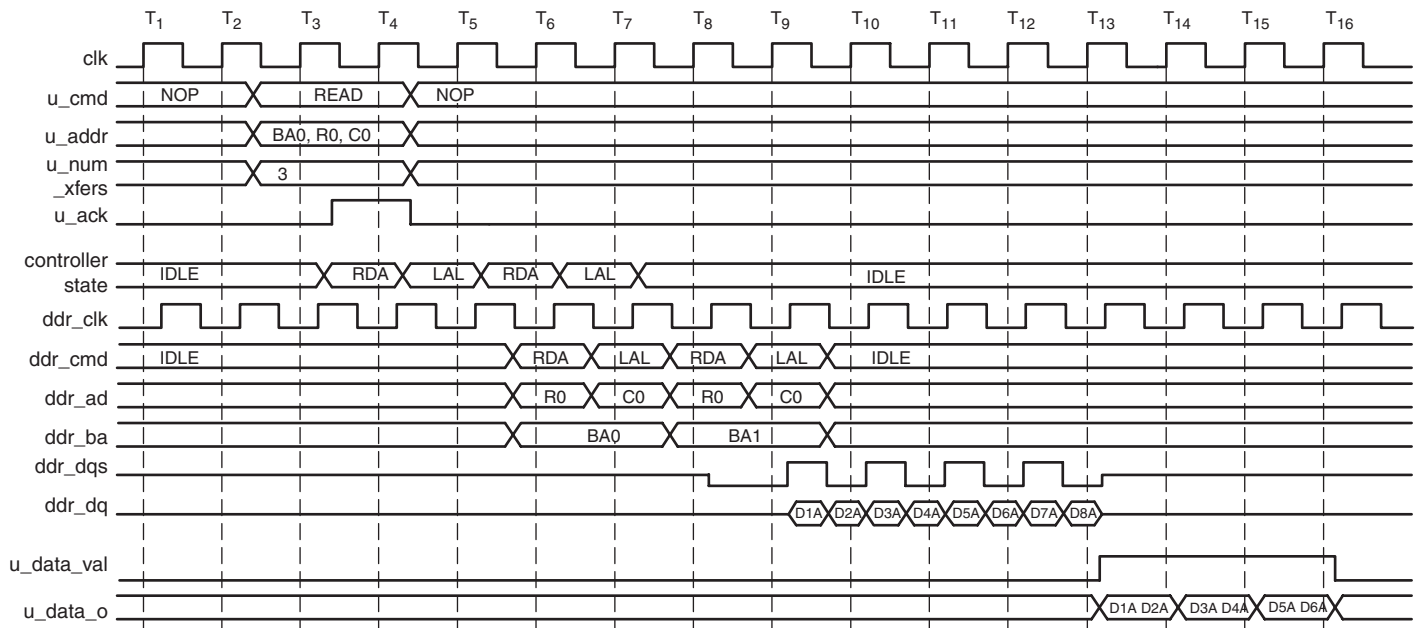 T1 T2 T3 T4 T5 T6 T7 T8 T9 T10 T11 T12 T13 T14 T15 T16
clk
u_cmd NOP READ NOP
u_addr BA0, R0, C0
u_num
_xfers 3
u_ack
controller
state IDLE RDA LAL RDA LAL IDLE
ddr_clk
ddr_cmd IDLE RDA LAL RDA LAL IDLE
ddr_ad R0 C0 R0 C0
ddr_ba BA0 BA1
ddr_dqs
ddr_dq D1A D2A D3A D4A D5A D6A D7A D8A
u_data_val
u_data_o D1A D2A D3A D4A D5A D6A